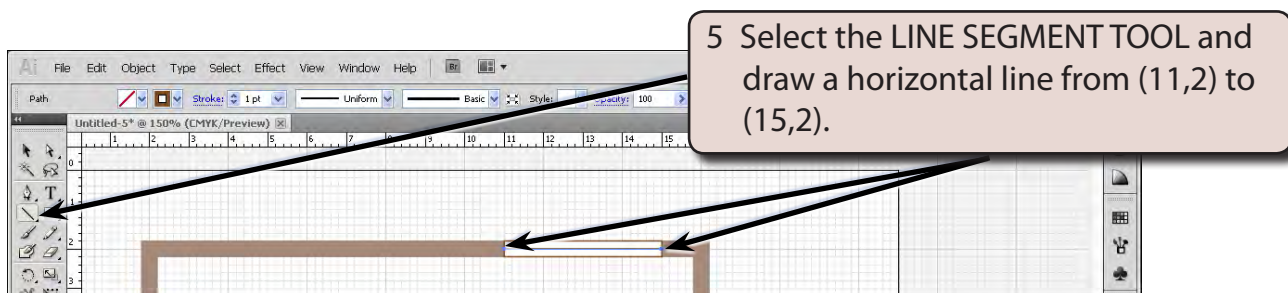 5 Select the LINE SEGMENT TOOL and
draw a horizontal line from (11,2) to
(15,2).
Ai File Edit Object Type Select Effect View Window Help Br
Path Stroke: 1 pt Uniform Basic Style: Opacity: 100
Untitled-5* @ 150% (CMYK/Preview)
1 2 3 4 5 6 7 9 10 11 12 13 14 15
0
T
1
2
3